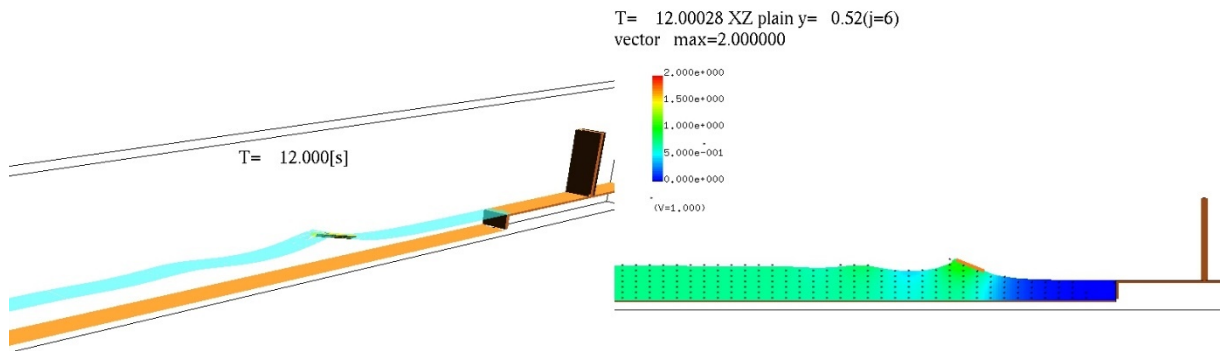 T= 12.000[s]
T= 12.00028 XZ plain y= 0.52(j=6)
vector max=2.000000
2.000e+000
1.500e+000
1.000e+000
5.000e-001
0.000e+000
(V=1.000)